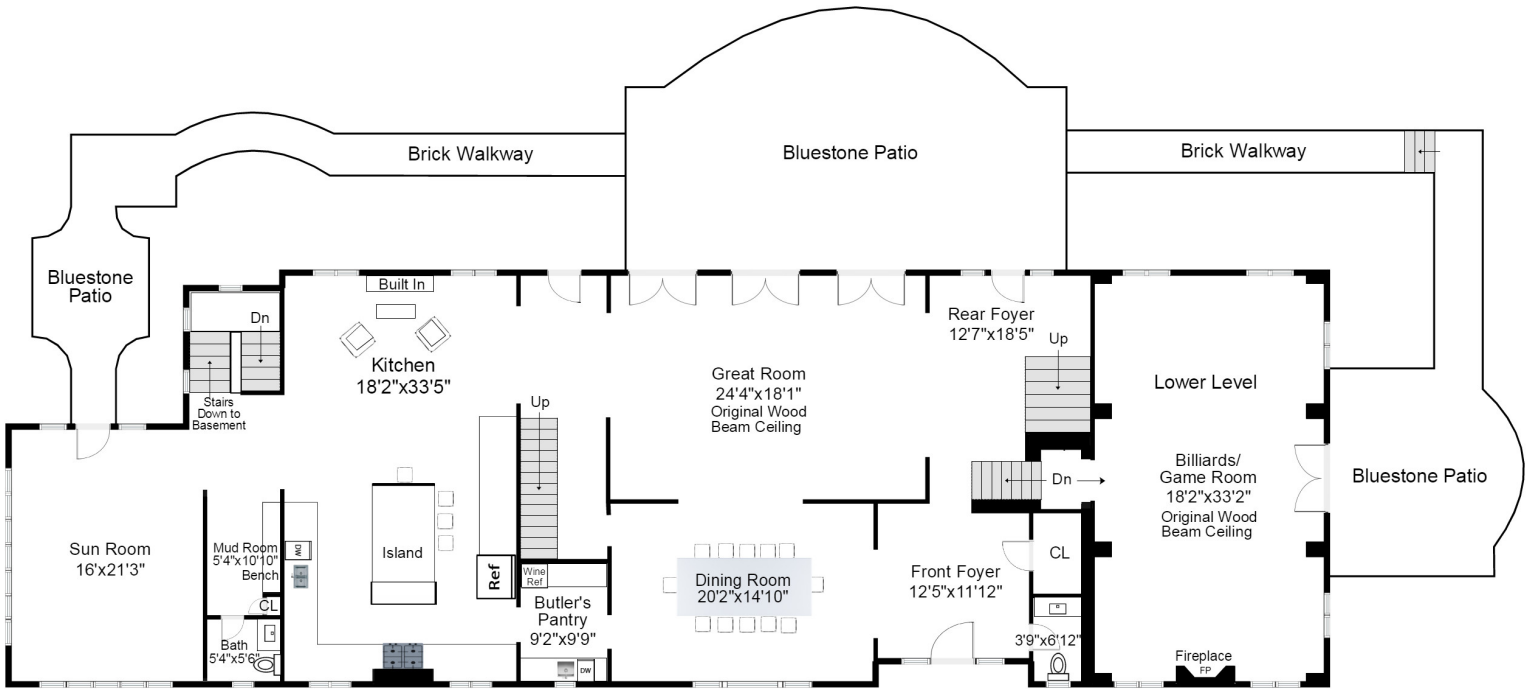 Bluestone Patio
Brick Walkway
Brick Walkway
Bluestone
Patio
Built In
Dn
Kitchen
18'2"x33'5"
Stairs
Down to
Basement
Up
Great Room
24'4"x18'1"
Original Wood
Beam Ceiling
Rear Foyer
12'7"x18'5"
Up
Lower Level
Dn
Billiards/
Game Room
18'2"x33'2"
Original Wood
Beam Ceiling
Bluestone Patio
Sun Room
16'x21'3"
Mud Room
5'4"x10'10"
Bench
CL
Bath
5'4"x5'6"
DW
Island
Ref
Wine
Ref
Butler's
Pantry
9'2"x9'9"
DW
Dining Room
20'2"x14'10"
Front Foyer
12'5"x11'12"
CL
3'9"x6'12"
Fireplace
FP